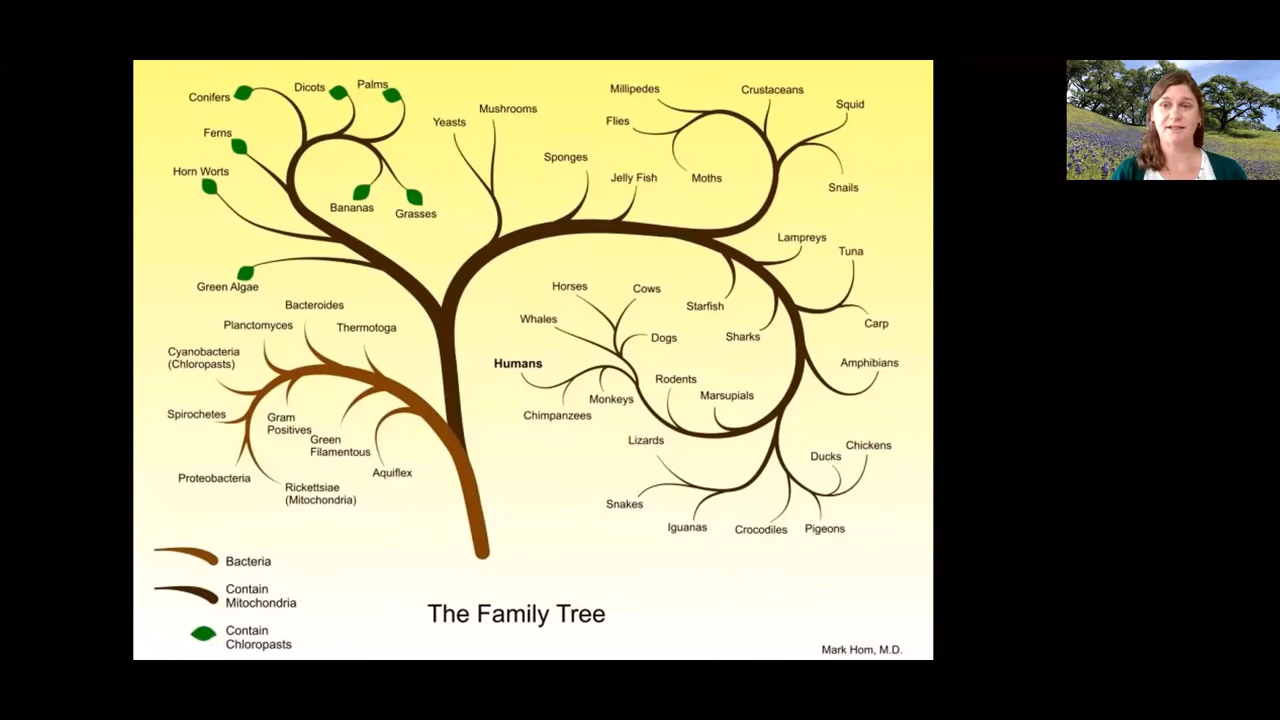 Conifers
Dicots
Palms
Ferns
Horn Worts
Bananas
Grasses
Green Algae
Yeasts
Mushrooms
Sponges
Jelly Fish
Millipedes
Flies
Moths
Crustaceans
Squid
Snails
Lampreys
Tuna
Starfish
Sharks
Carp
Amphibians
Horses
Cows
Whales
Dogs
Humans
Monkeys
Chimpanzees
Rodents
Marsupials
Lizards
Snakes
Iguanas
Crocodiles
Pigeons
Ducks
Chickens
Bacteroides
Planctomyces
Thermotoga
Cyanobacteria
(Chloropasts)
Spirochetes
Gram
Positives
Green
Filamentous
Aquiflex
Proteobacteria
Rickettsiae
(Mitochondria)
Bacteria
Contain
Mitochondria
Contain
Chloropasts
The Family Tree
Mark Hom, M.D.